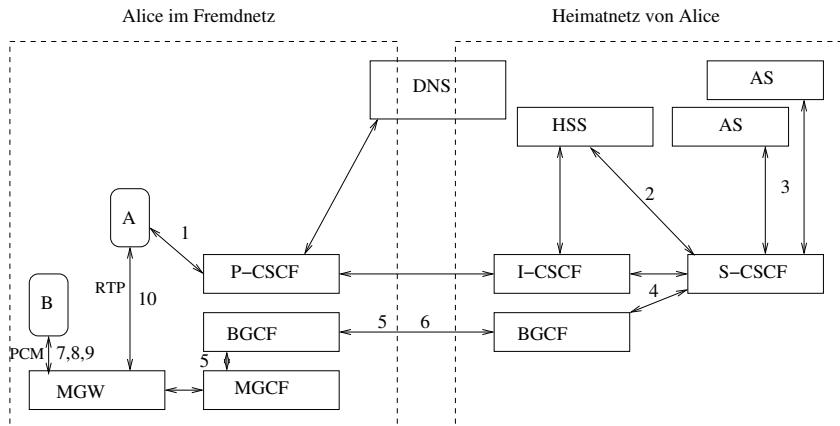 Alice im Fremdnetz
Heimatnetz von Alice
DNS
AS
HSS
AS
A
1
2
3
P−CSCF
I−CSCF
S−CSCF
B
RTP
10
4
BGCF
5
6
BGCF
PCM
7,8,9
5
MGW
MGCF